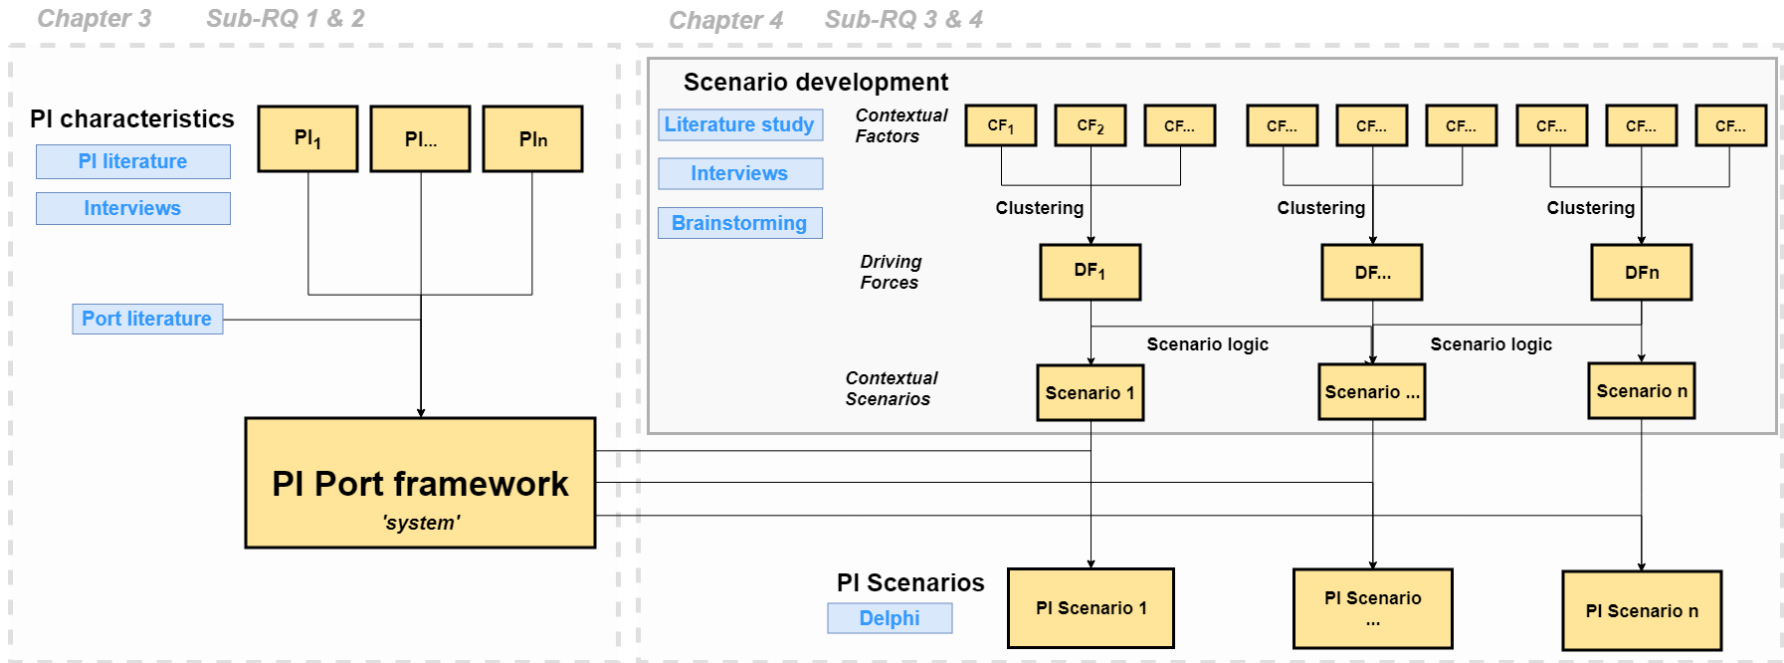 Chapter 3 Sub-RQ 1 & 2
Chapter 4 Sub-RQ 3 & 4
PI characteristics
PI literature
Interviews
PI1
PI...
PIn
Port literature
PI Port framework
'system'
Scenario development
Literature study
Interviews
Brainstorming
Contextual
Factors
CF1
CF2
CF...
CF...
CF...
CF...
CF...
CF...
CF...
Clustering
Clustering
Clustering
Driving
Forces
DF1
DF...
DFn
Scenario logic
Scenario logic
Contextual
Scenarios
Scenario 1
Scenario ...
Scenario n
PI Scenarios
Delphi
PI Scenario 1
PI Scenario
...
PI Scenario n